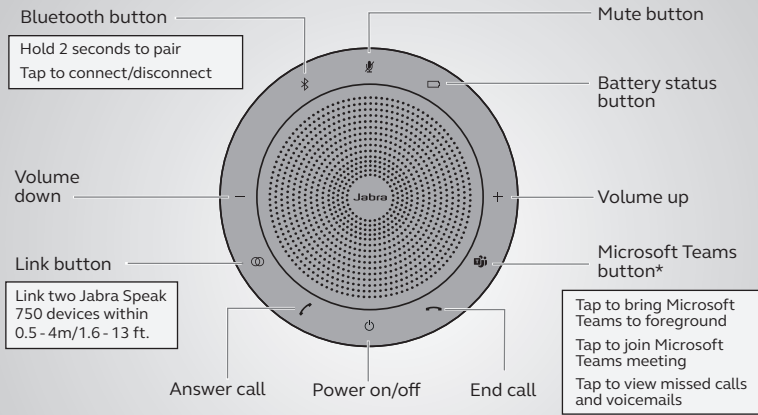 Bluetooth button
Hold 2 seconds to pair
Tap to connect/disconnect
Mute button
Battery status
button
Volume
down
Jabra
Volume up
Link button
Link two Jabra Speak
750 devices within
0.5 - 4m/1.6 - 13 ft.
Microsoft Teams
button*
Tap to bring Microsoft
Teams to foreground
Tap to join Microsoft
Teams meeting
Tap to view missed calls
and voicemails
Answer call
Power on/off
End call